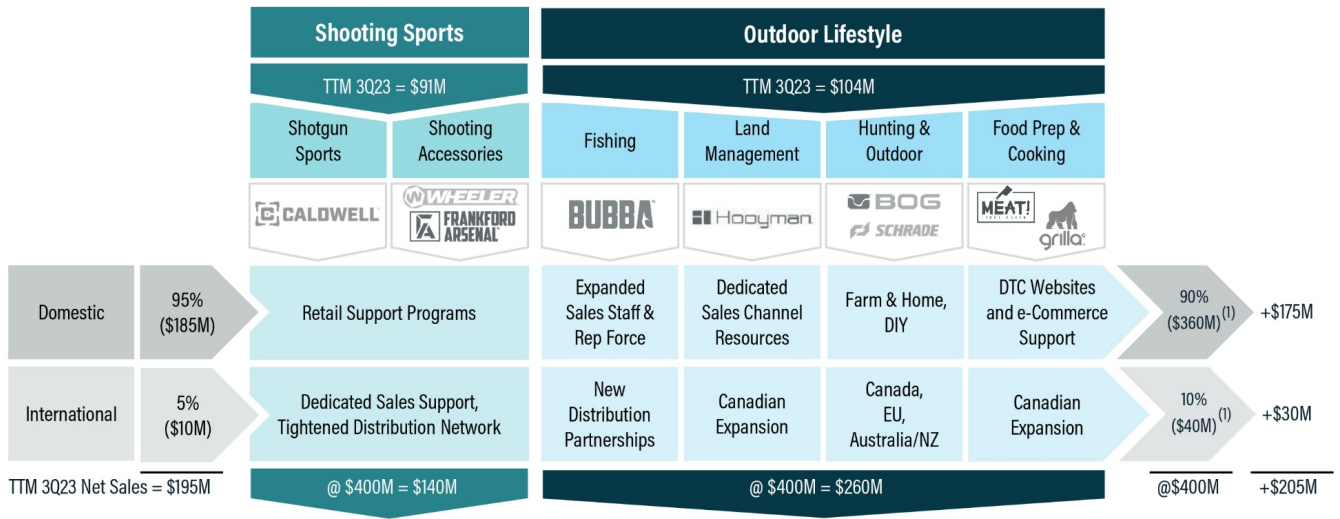 Shooting Sports
Outdoor Lifestyle
TTM 3Q23 = $91M
TTM 3Q23 = $104M
Shotgun
Sports
Shooting
Accessories
Fishing
Land
Management
Hunting &
Outdoor
Food Prep &
Cooking
CALDWELL
WHEELER
FRANKFORD
ARSENAL
BUBBA™
Hooyman
BOG
SCHRADE
MEAT!
grilla
Domestic
95%
($185M)
Retail Support Programs
Expanded
Sales Staff &
Rep Force
Dedicated
Sales Channel
Resources
Farm & Home,
DIY
DTC Websites
and e-Commerce
Support
90%
($360M)(1)
+$175M
International
5%
($10M)
Dedicated Sales Support,
Tightened Distribution Network
New
Distribution
Partnerships
Canadian
Expansion
Canada,
EU,
Australia/NZ
Canadian
Expansion
10%
($40M)(1)
+$30M
TTM 3Q23 Net Sales = $195M
@ $400M = $140M
@ $400M = $260M
@$400M
+$205M